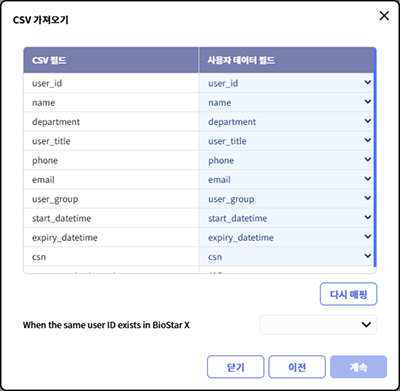 CSV 가져오기
CSV 필드 사용자 데이터 필드
user_id user_id
name name
department department
user_title user_title
phone phone
email email
user_group user_group
start_datetime start_datetime
expiry_datetime expiry_datetime
csn csn
다시 매핑
When the same user ID exists in BioStar X
닫기 이전 계속